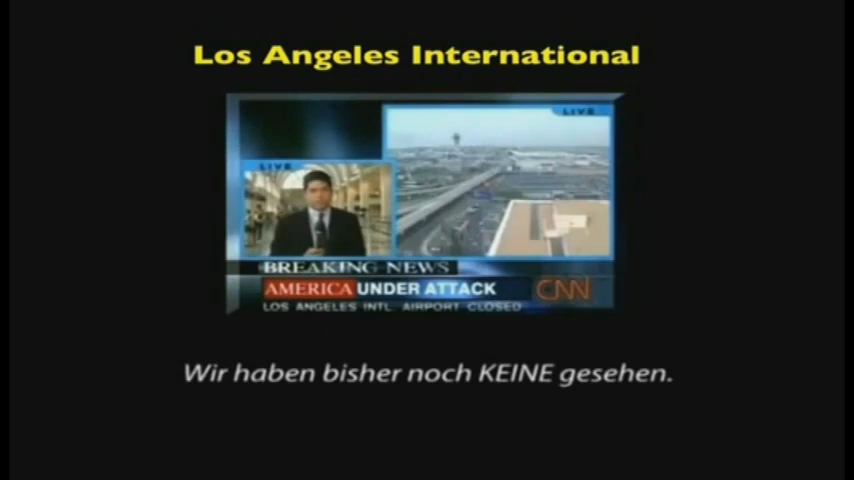 Los Angeles International
LIVE
LIVE
BREAKING NEWS
AMERICA UNDER ATTACK
CNN
LOS ANGELES INTL. AIRPORT CLOSED
Wir haben bisher noch KEINE gesehen.